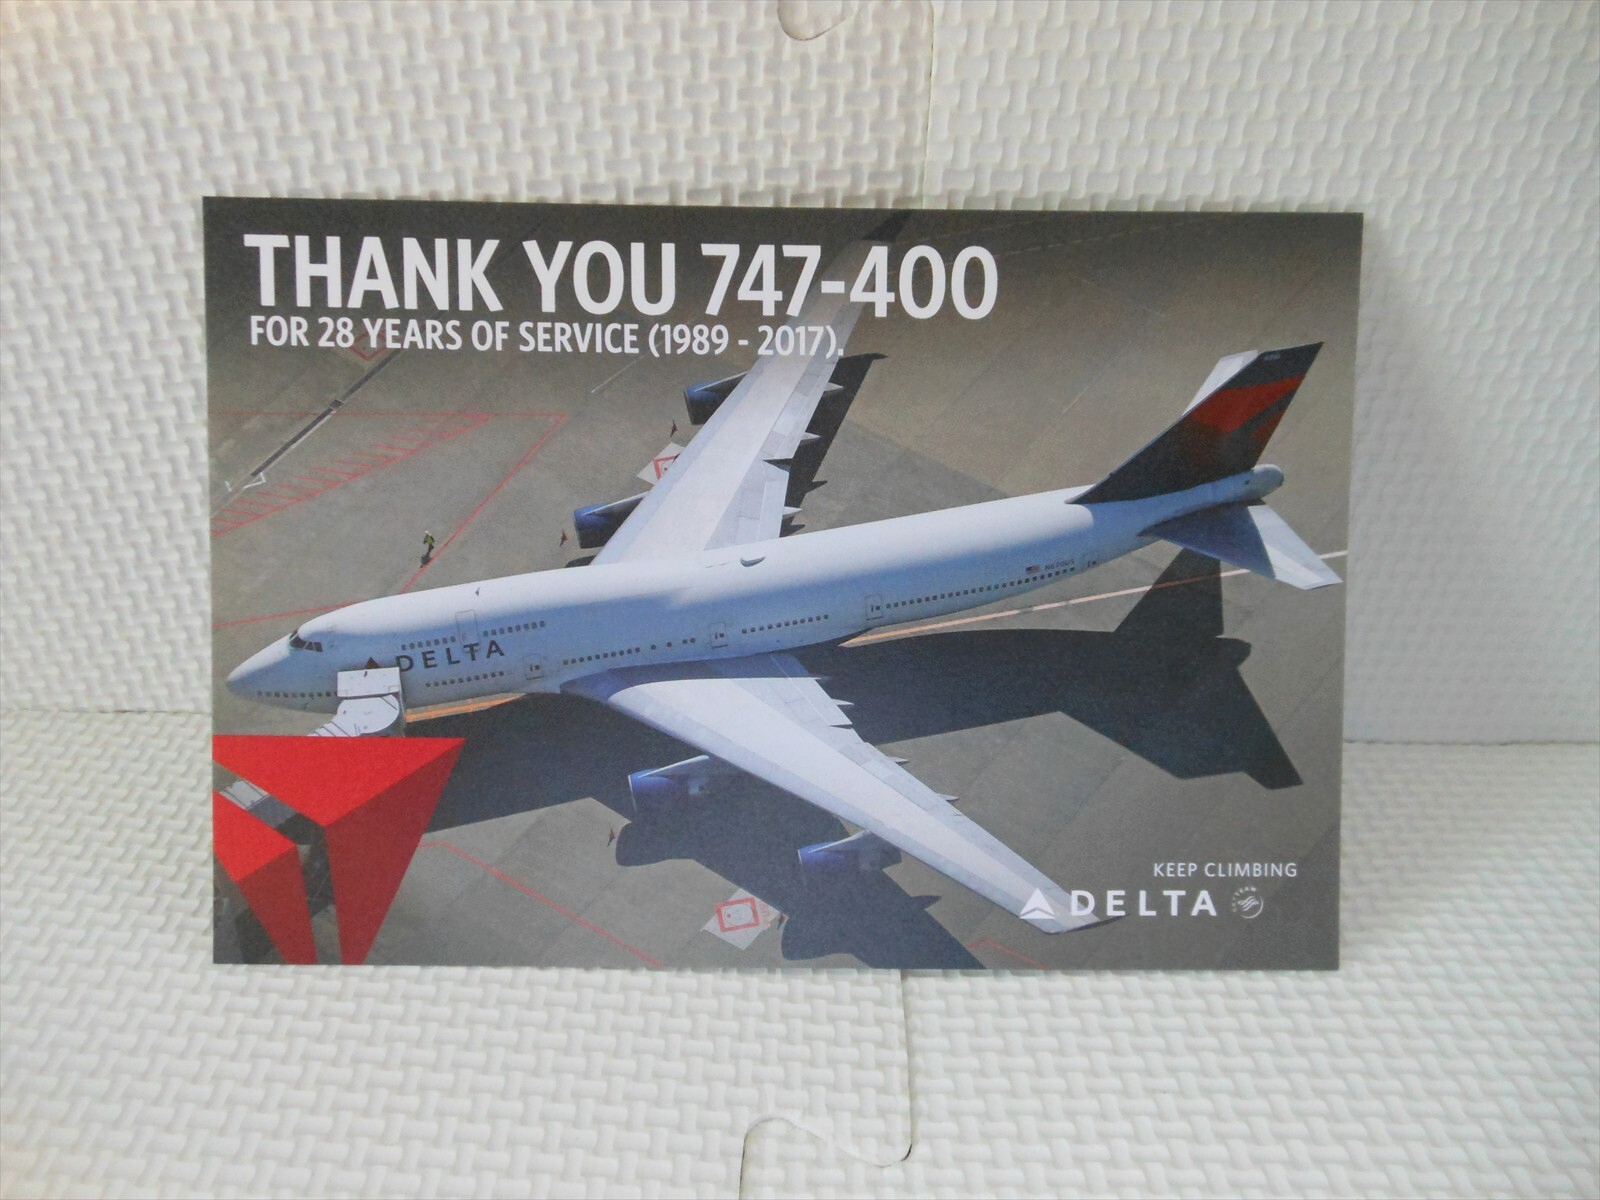 THANK YOU 747-400
FOR 28 YEARS OF SERVICE (1989 - 2017).
DELTA
KEEP CLIMBING
DELTA